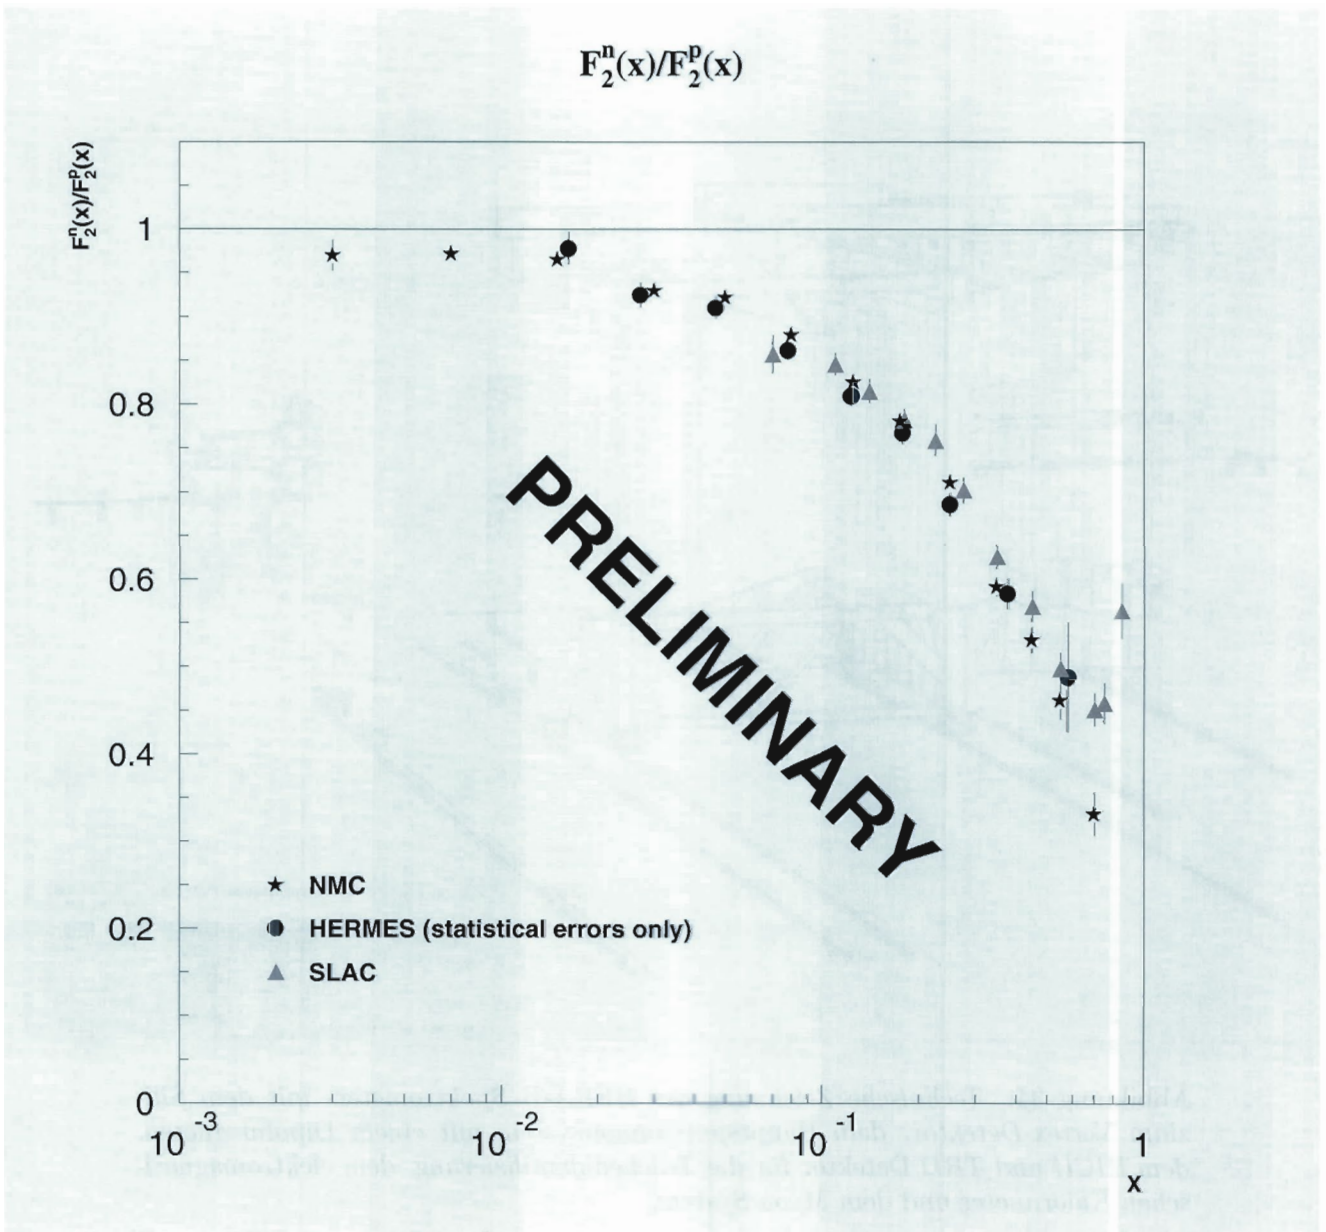 F₂ⁿ(x)/F₂ᵖ(x)
F₂ⁿ(x)/F₂ᵖ(x)
1
0.8
0.6
0.4
0.2
0
PRELIMINARY
★ NMC
● HERMES (statistical errors only)
▲ SLAC
10⁻³ 10⁻² 10⁻¹ 1
x